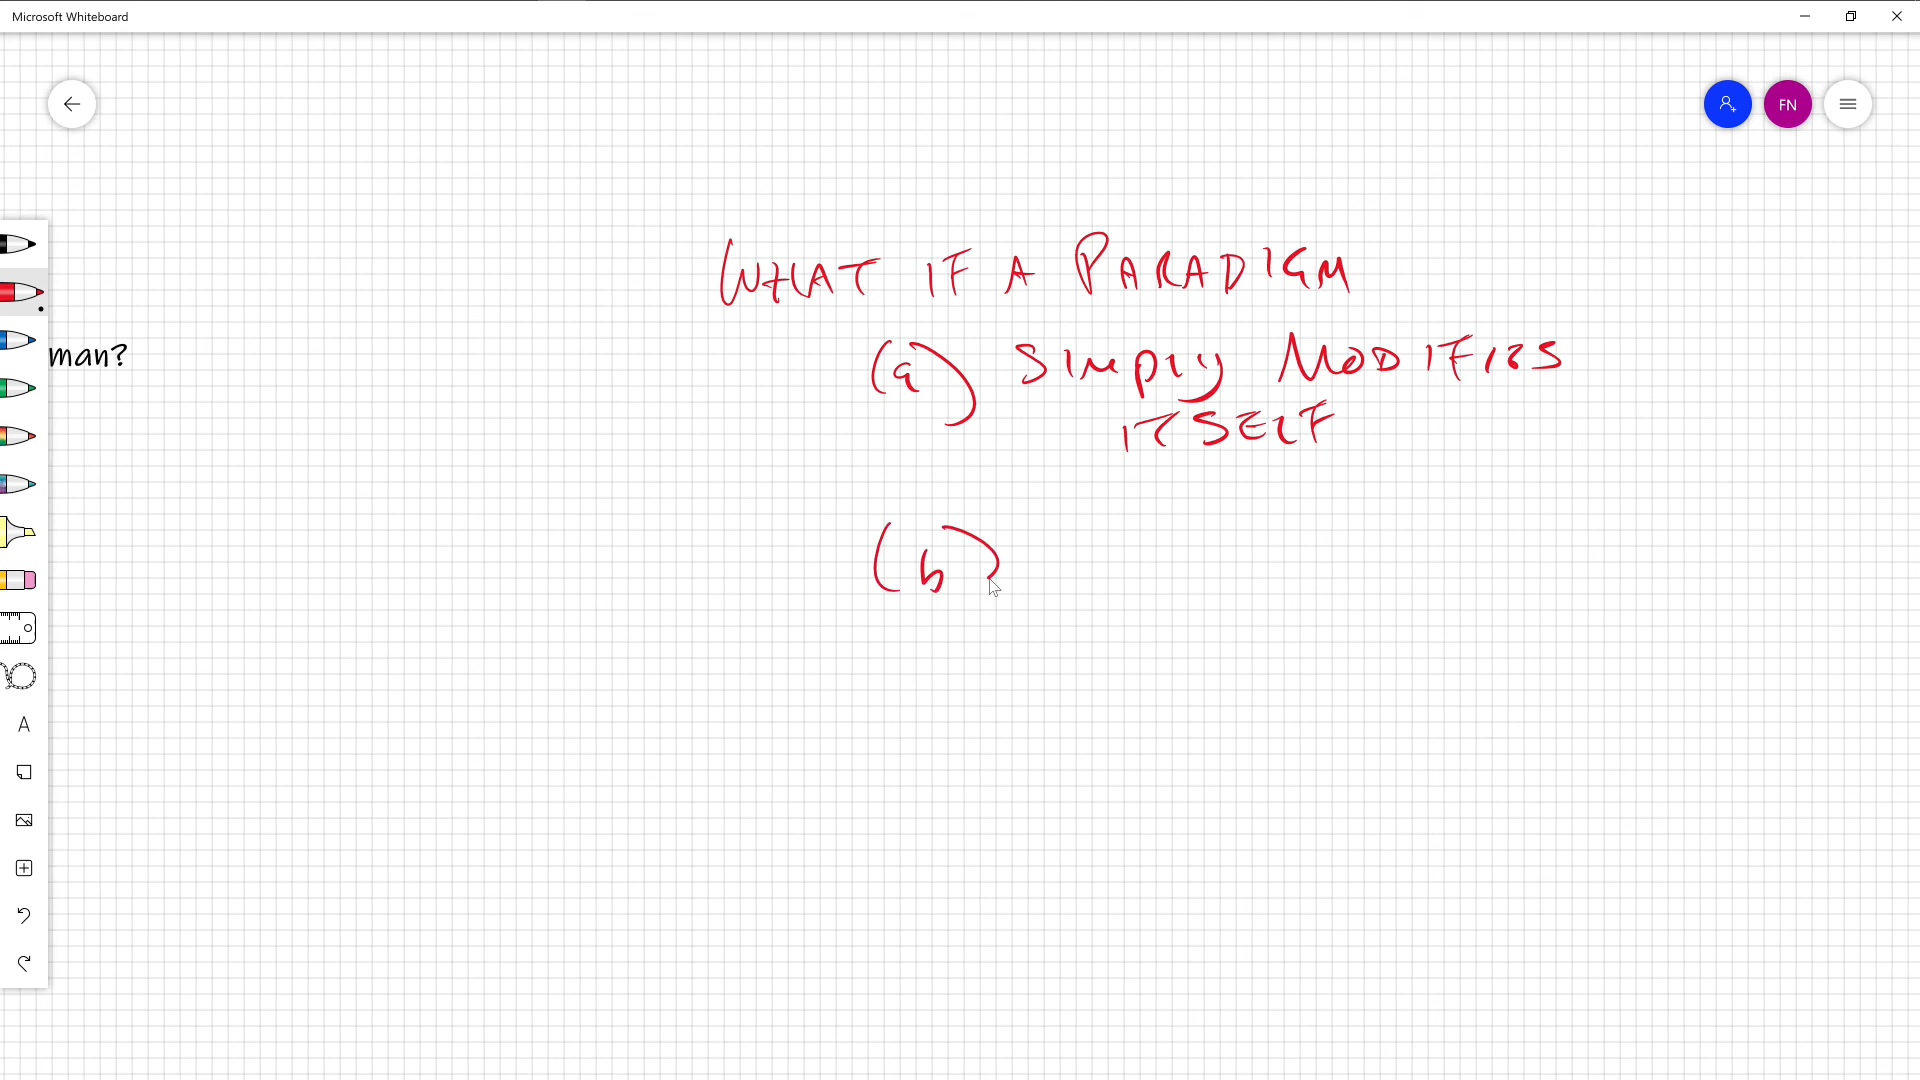 Microsoft Whiteboard
FN
WHAT IF A PARADIGM
man?
(a) SIMPLY MODIFIES
ITSELF
(b)
A